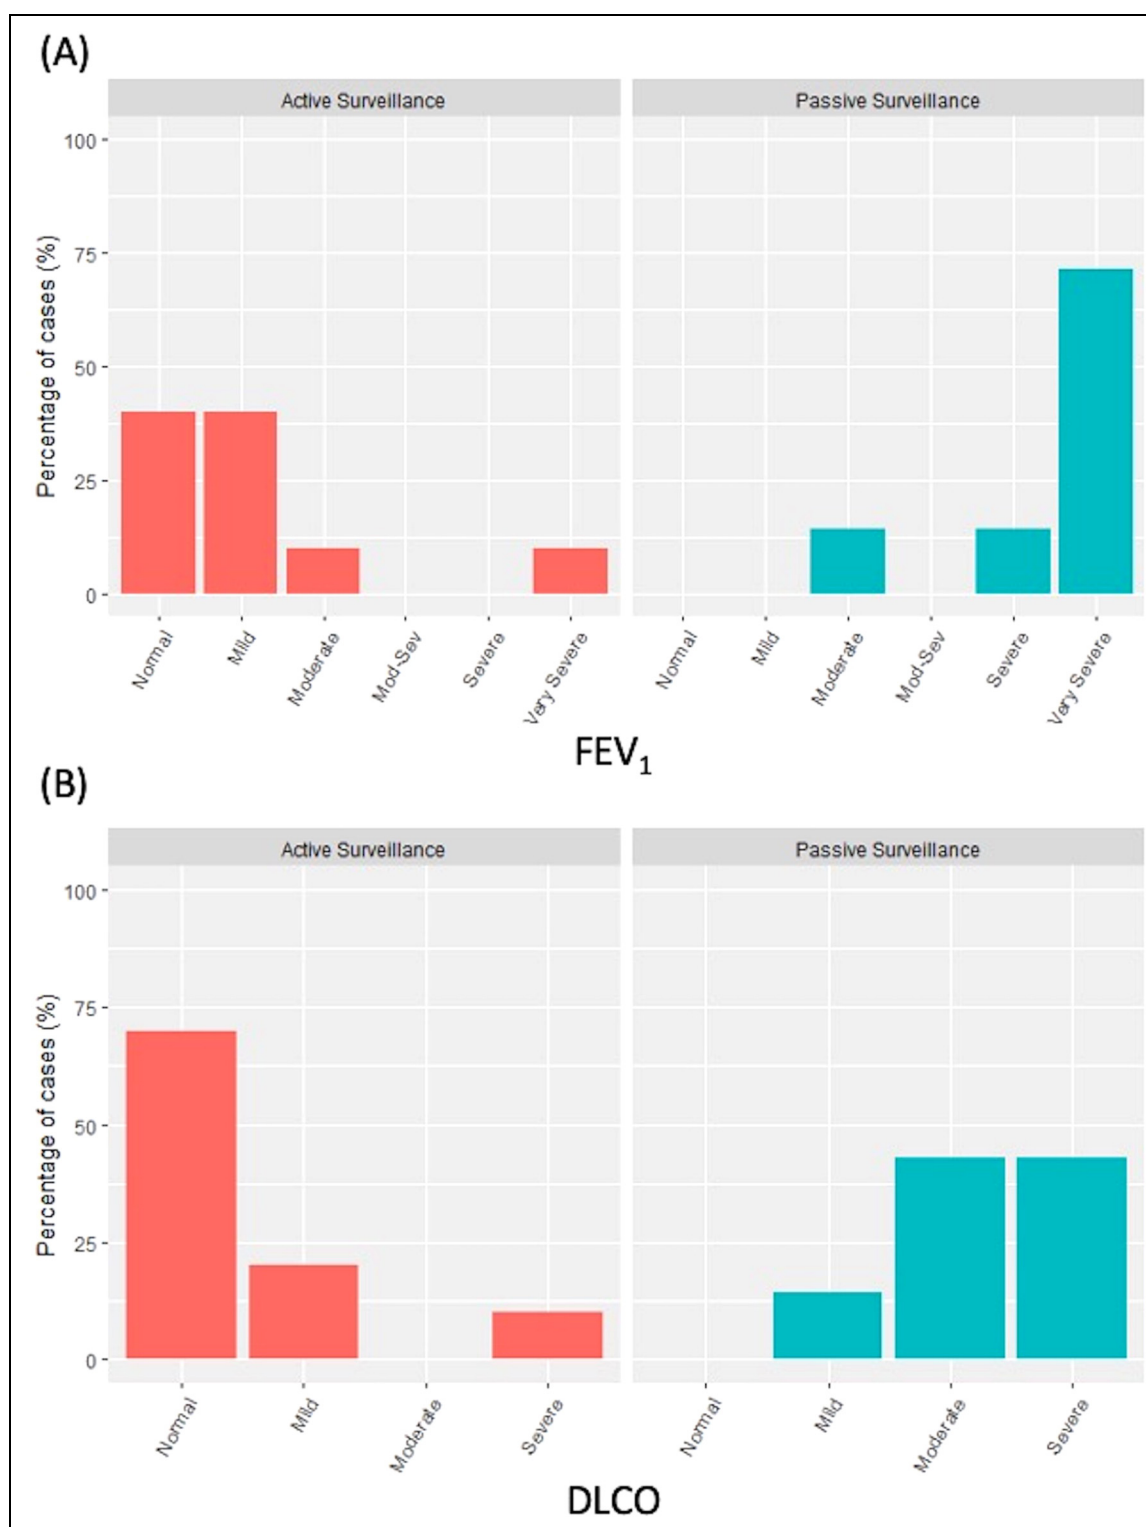 (A)
Active Surveillance
Passive Surveillance
Percentage of cases (%)
100
75
50
25
0
Normal
Mild
Moderate
Mod-Sev
Severe
Very Severe
Normal
Mild
Moderate
Mod-Sev
Severe
Very Severe
FEV1
(B)
Active Surveillance
Passive Surveillance
Percentage of cases (%)
100
75
50
25
0
Normal
Mild
Moderate
Severe
Normal
Mild
Moderate
Severe
DLCO